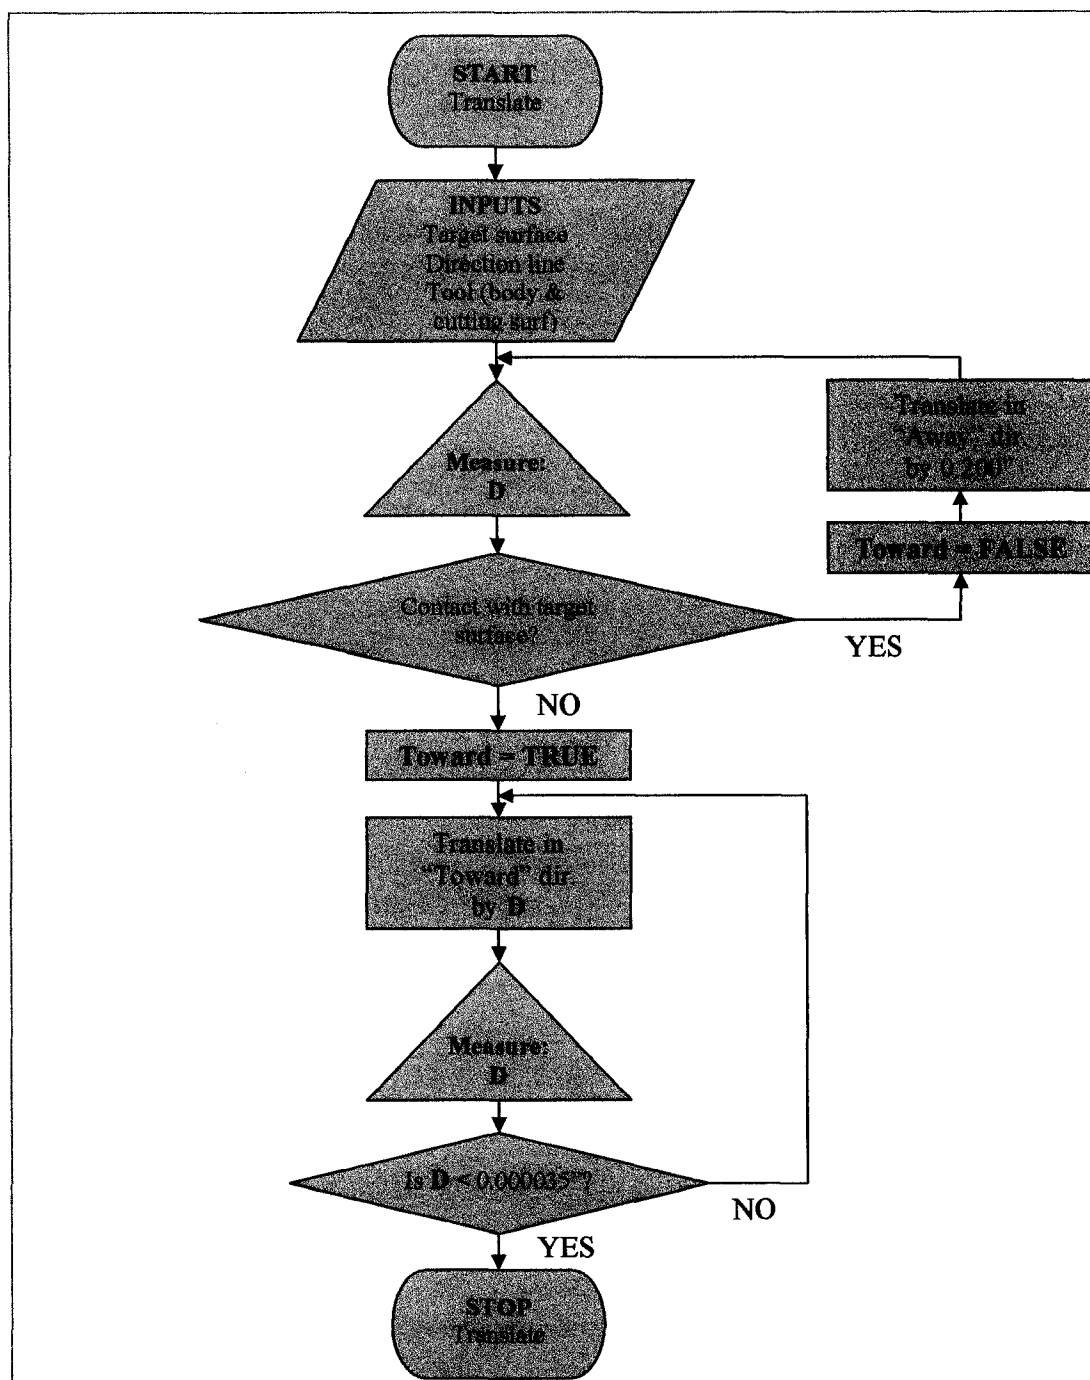 START
Translate
INPUTS
Target surface
Direction line
Tool (body &
cutting surf)
Measure:
D
Translate in
“Away” dir.
by 0.200”
Toward = FALSE
Contact with target
surface?
YES
NO
Toward = TRUE
Translate in
“Toward” dir.
by D
Measure:
D
Is D < 0.000035”?
NO
YES
STOP
Translate